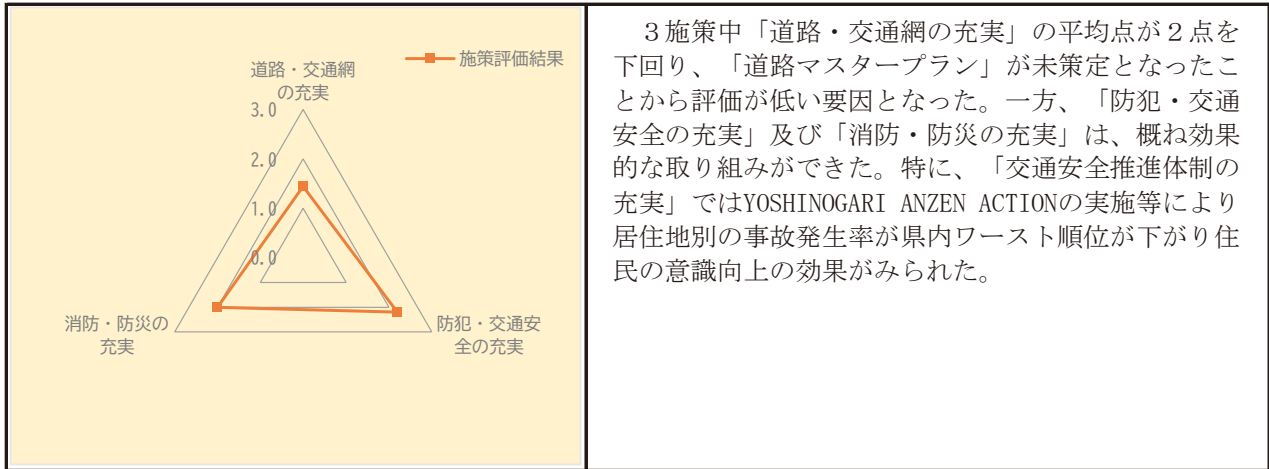 施策評価結果
道路・交通網
の充実
3.0
2.0
1.0
0.0
消防・防災の
充実
防犯・交通安
全の充実
３施策中「道路・交通網の充実」の平均点が２点を
下回り、「道路マスタープラン」が未策定となったこ
とから評価が低い要因となった。一方、「防犯・交通
安全の充実」及び「消防・防災の充実」は、概ね効果
的な取り組みができた。特に、「交通安全推進体制の
充実」ではYOSHINOGARI ANZEN ACTIONの実施等により
居住地別の事故発生率が県内ワースト順位が下がり住
民の意識向上の効果がみられた。